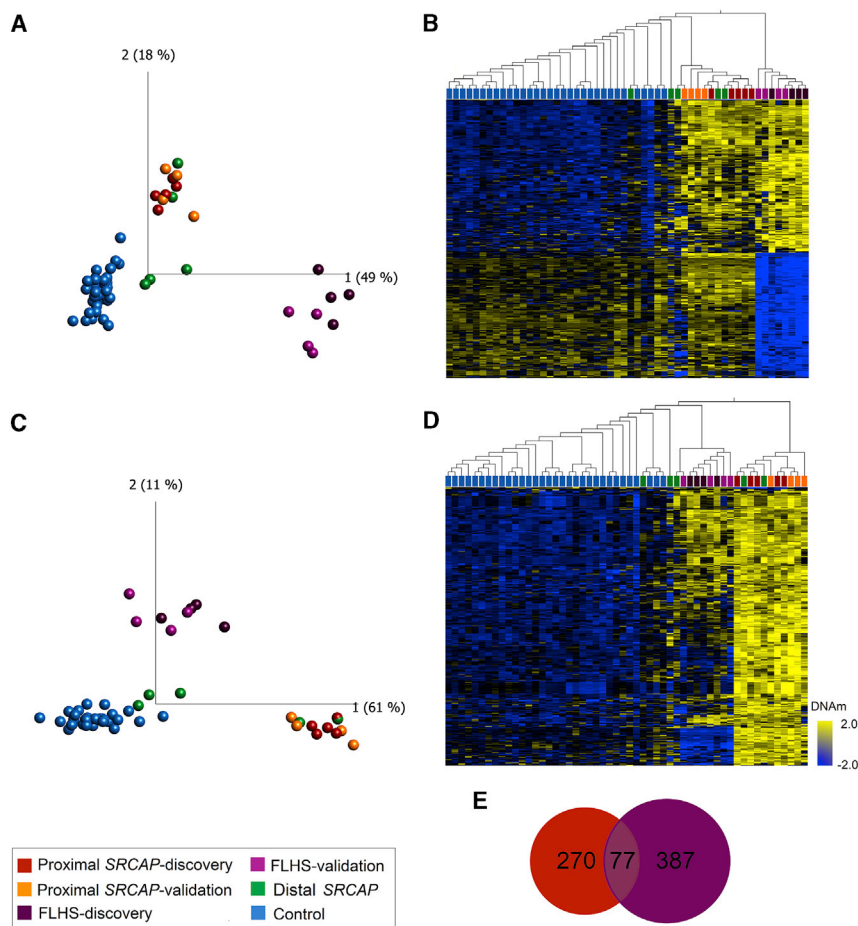 A
2 (18 %)
1 (49 %)
B
C
2 (11 %)
1 (61 %)
D
DNAm
2.0
-2.0
E
270 77 387
Proximal SRCAP-discovery
Proximal SRCAP-validation
FLHS-discovery
FLHS-validation
Distal SRCAP
Control